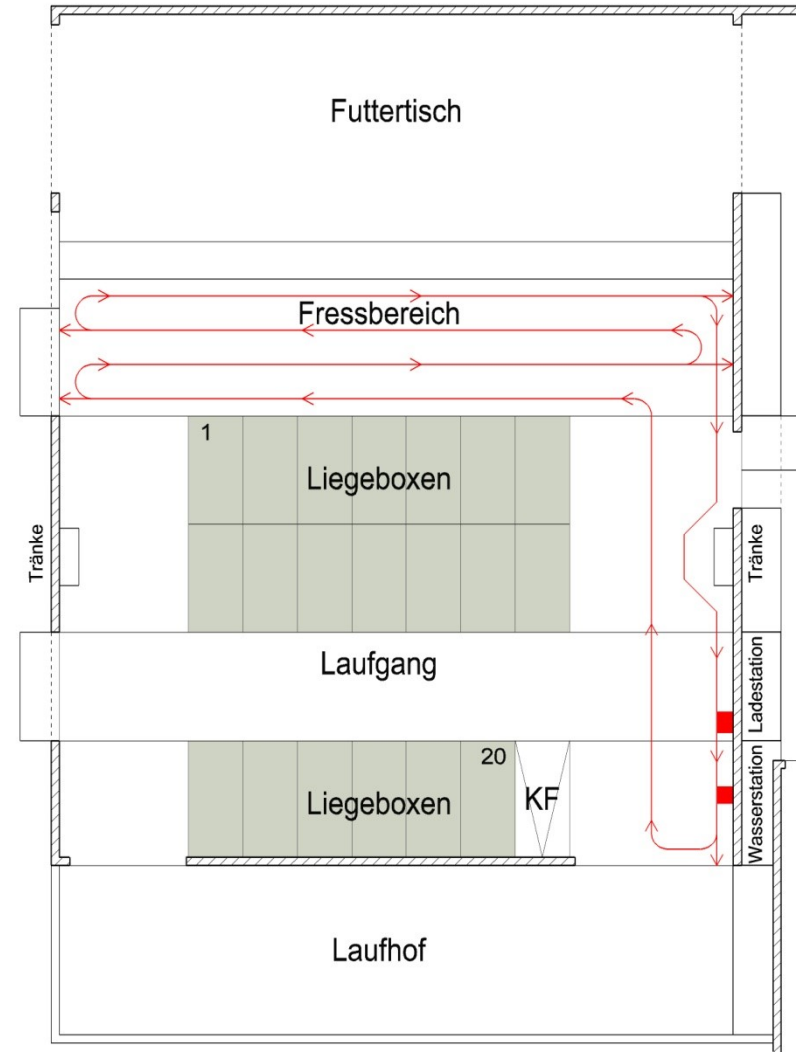 Futtertisch
Fressbereich
1
Liegeboxen
Tränke
Tränke
Laufgang
Ladestation
20
Liegeboxen
KF
Wasserstation
Laufhof